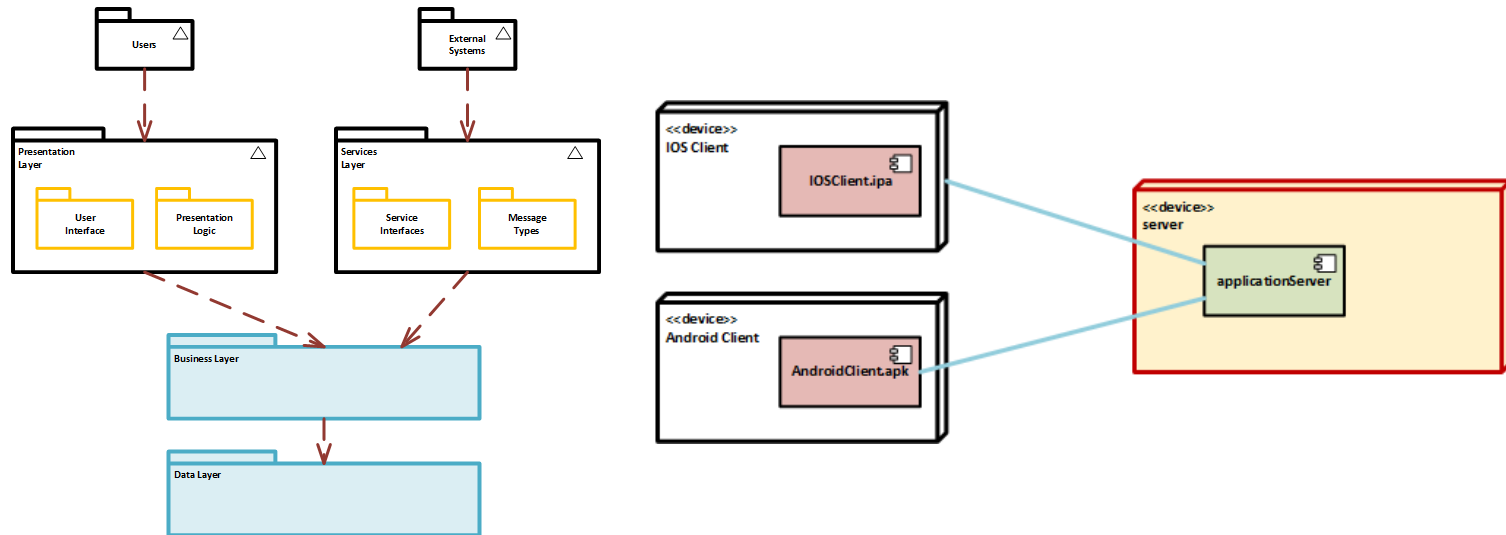 Users
External
Systems
Presentation
Layer
User
Interface
Presentation
Logic
Services
Layer
Service
Interfaces
Message
Types
Business Layer
Data Layer
<<device>>
IOS Client
IOSClient.ipa
<<device>>
Android Client
AndroidClient.apk
<<device>>
server
applicationServer